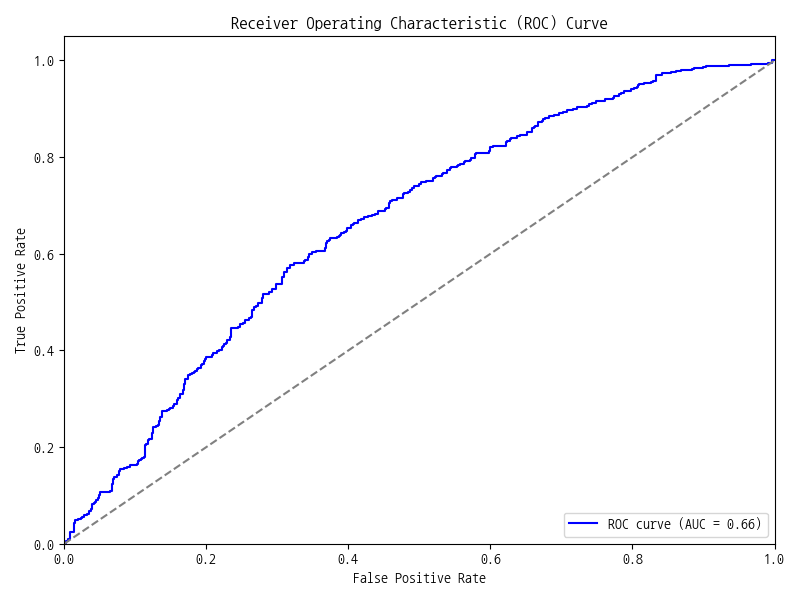 Receiver Operating Characteristic (ROC) Curve
1.0
0.8
0.6
0.4
0.2
0.0
True Positive Rate
ROC curve (AUC = 0.66)
0.0 0.2 0.4 0.6 0.8 1.0
False Positive Rate